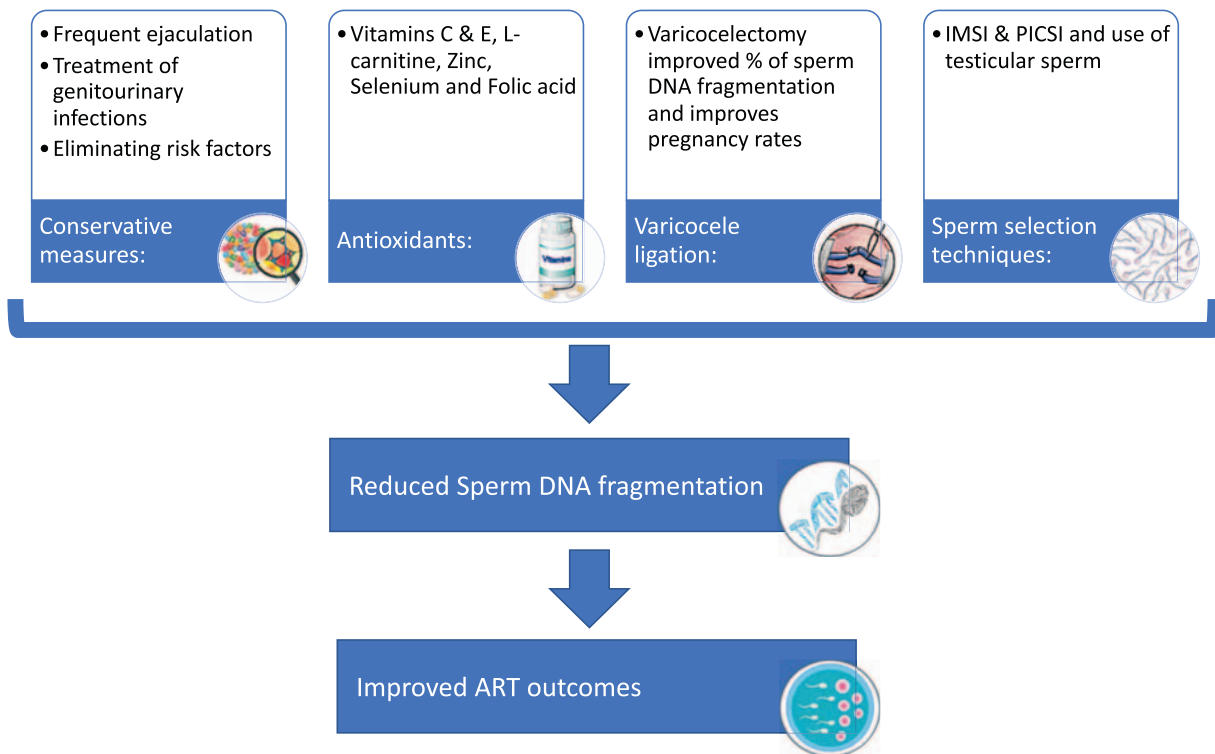 • Frequent ejaculation
• Treatment of
genitourinary
infections
• Eliminating risk factors
Conservative
measures:
• Vitamins C & E, L-
carnitine, Zinc,
Selenium and Folic acid
Antioxidants:
Vitamins
• Varicocelectomy
improved % of sperm
DNA fragmentation
and improves
pregnancy rates
Varicocele
ligation:
• IMSI & PICSI and use of
testicular sperm
Sperm selection
techniques:
Reduced Sperm DNA fragmentation
Improved ART outcomes